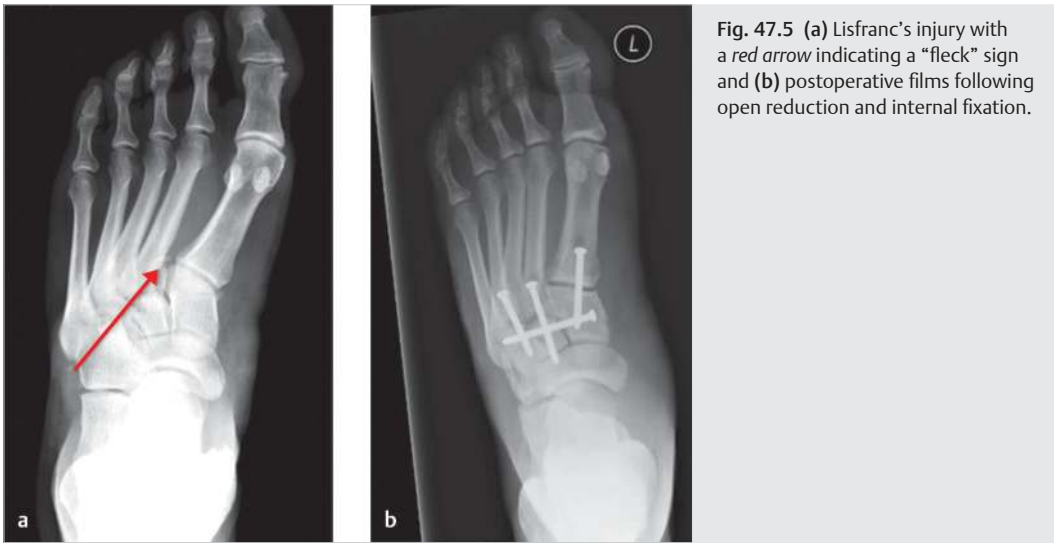 L
Fig. 47.5 (a) Lisfranc’s injury with
a red arrow indicating a “fleck” sign
and (b) postoperative films following
open reduction and internal fixation.
a
b